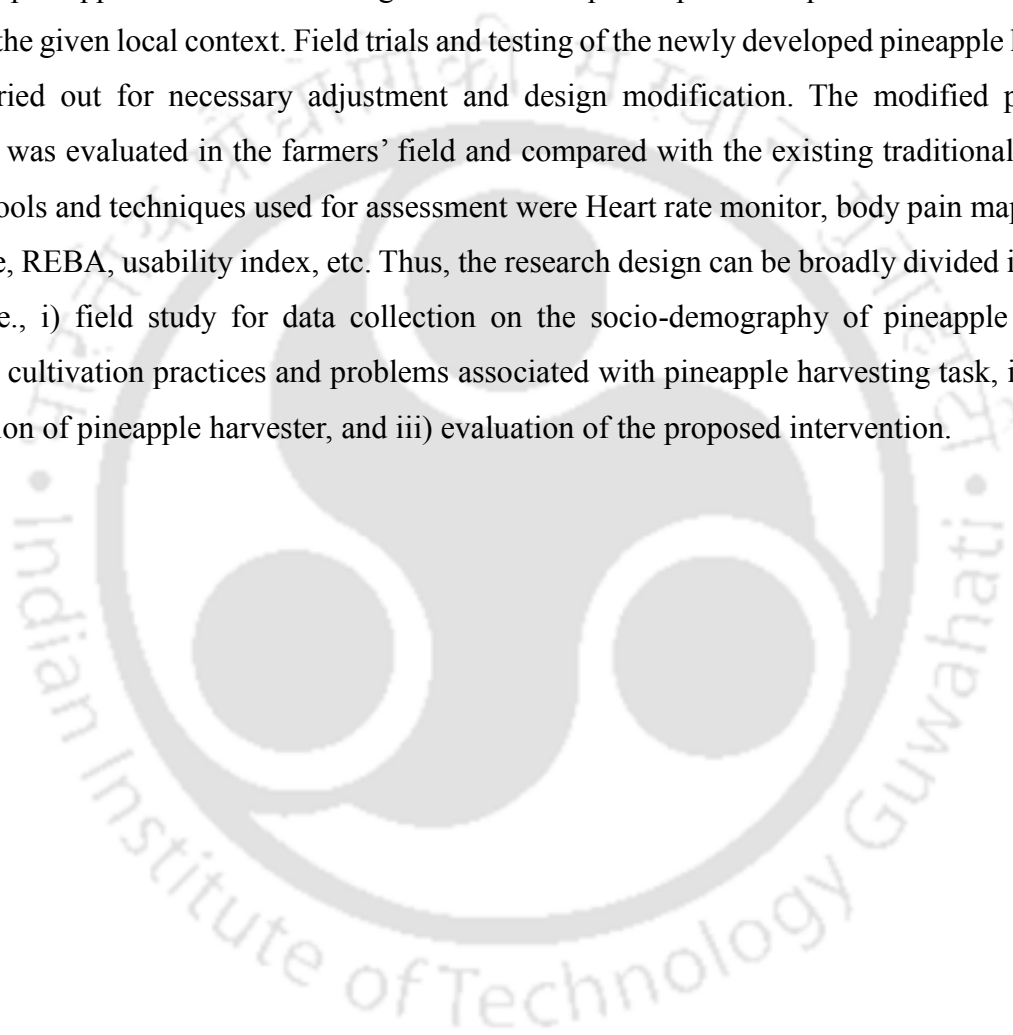 the given local context. Field trials and testing of the newly developed pineapple
ried out for necessary adjustment and design modification. The modified p
was evaluated in the farmers’ field and compared with the existing traditional
ools and techniques used for assessment were Heart rate monitor, body pain map
e, REBA, usability index, etc. Thus, the research design can be broadly divided i
e., i) field study for data collection on the socio-demography of pineapple
cultivation practices and problems associated with pineapple harvesting task, i
ion of pineapple harvester, and iii) evaluation of the proposed intervention.
Indian Institute of Technology Guwahati